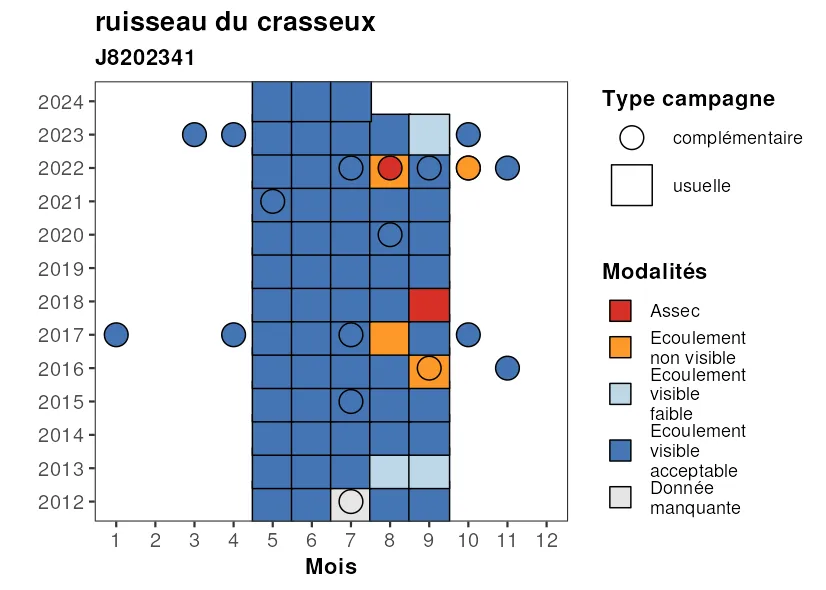 ruisseau du crasseux
J8202341
2024
2023
2022
2021
2020
2019
2018
2017
2016
2015
2014
2013
2012
1 2 3 4 5 6 7 8 9 10 11 12
Mois
Type campagne
complémentaire
usuelle
Modalités
Assec
Ecoulement
non visible
Ecoulement
visible
faible
Ecoulement
visible
acceptable
Donnée
manquante